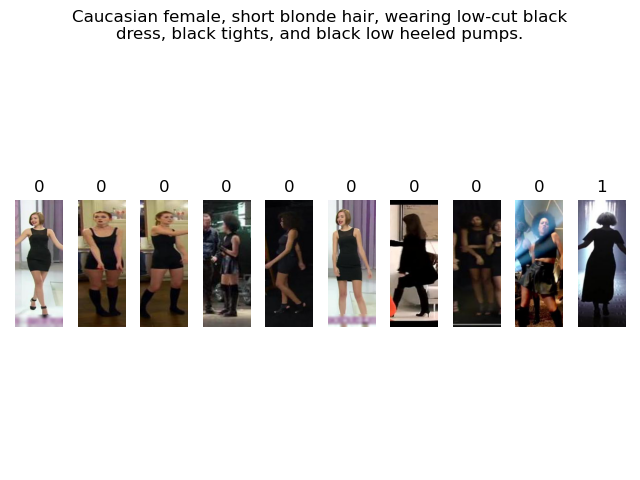 Caucasian female, short blonde hair, wearing low-cut black
dress, black tights, and black low heeled pumps.
0 0 0 0 0 0 0 0 0 1